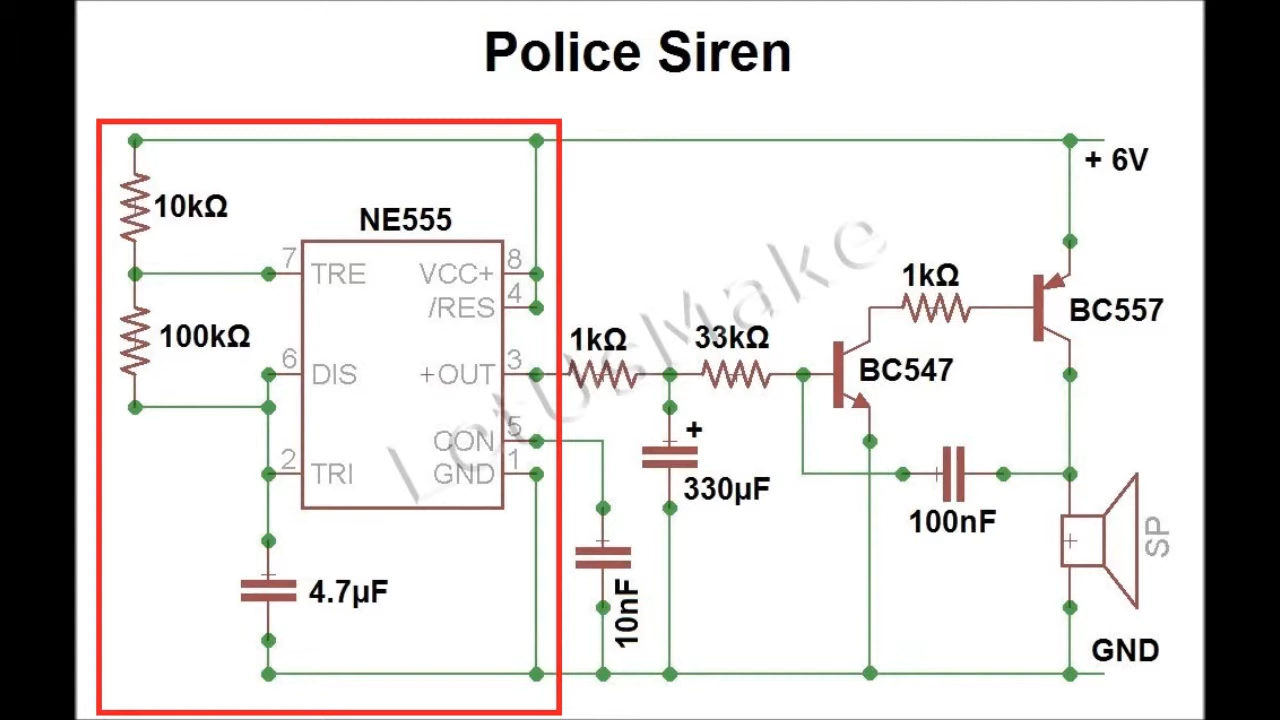 Police Siren
+ 6V
10kΩ
NE555
7
TRE
VCC+
8
/RES
4
100kΩ
6
DIS
+OUT
3
1kΩ
33kΩ
1kΩ
BC557
BC547
CON
5
2
TRI
GND
1
+
330µF
100nF
SP
4.7µF
10nF
GND
LetUsMake